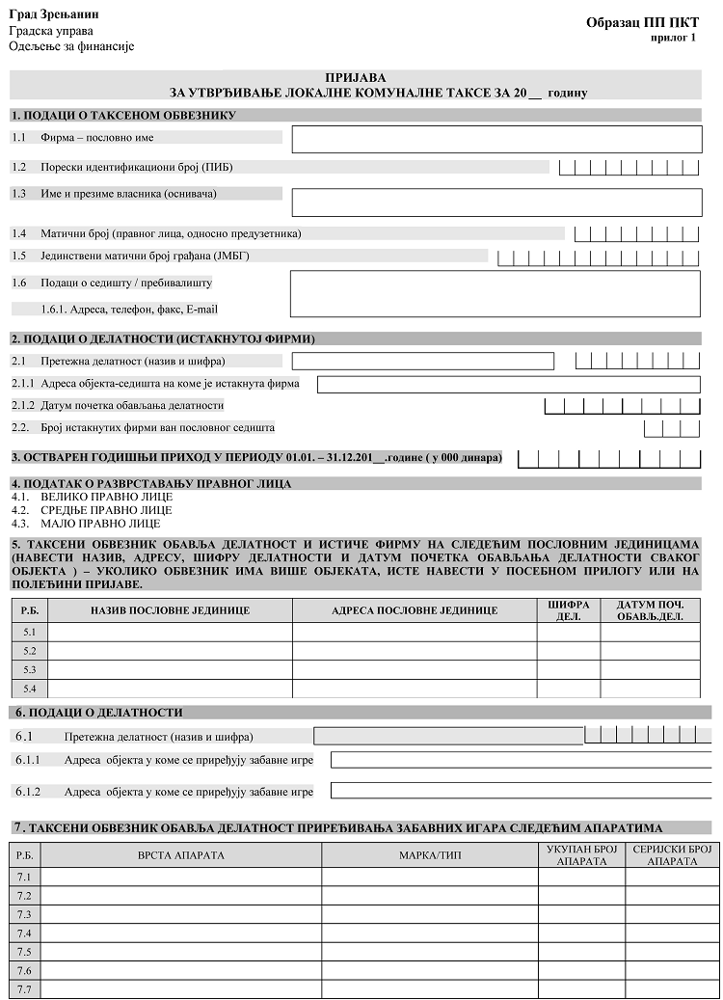 Град Зрењанин
Градска управа
Одељење за финансије
Образац ПП ПКТ
прилог 1
ПРИЈАВА
ЗА УТВРЂИВАЊЕ ЛОКАЛНЕ КОМУНАЛНЕ ТАКСЕ ЗА 20__ годину
1. ПОДАЦИ О ТАКСЕНОМ ОБВЕЗНИКУ
1.1 Фирма – пословно име
1.2 Порески идентификациони број (ПИБ)
1.3 Име и презиме власника (оснивача)
1.4 Матични број (правног лица, односно предузетника)
1.5 Јединствени матични број грађана (ЈМБГ)
1.6 Подаци о седишту / пребивалишту
1.6.1. Адреса, телефон, факс, E-mail
2. ПОДАЦИ О ДЕЛАТНОСТИ (ИСТАКНУТОЈ ФИРМИ)
2.1 Претежна делатност (назив и шифра)
2.1.1 Адреса објекта-седишта на коме је истакнута фирма
2.1.2 Датум почетка обављања делатности
2.2. Број истакнутих фирми ван пословног седишта
3. ОСТВАРЕН ГОДИШЊИ ПРИХОД У ПЕРИОДУ 01.01. – 31.12.201__.године ( у 000 динара)
4. ПОДАТАК О РАЗВРСТАВАЊУ ПРАВНОГ ЛИЦА
4.1. ВЕЛИКО ПРАВНО ЛИЦЕ
4.2. СРЕДЊЕ ПРАВНО ЛИЦЕ
4.3. МАЛО ПРАВНО ЛИЦЕ
5. ТАКСЕНИ ОБВЕЗНИК ОБАВЉА ДЕЛАТНОСТ И ИСТИЧЕ ФИРМУ НА СЛЕДЕЋИМ ПОСЛОВНИМ ЈЕДИНИЦАМА
(НАВЕСТИ НАЗИВ, АДРЕСУ, ШИФРУ ДЕЛАТНОСТИ И ДАТУМ ПОЧЕТКА ОБАВЉАЊА ДЕЛАТНОСТИ СВАКОГ
ОБЈЕКТА ) – УКОЛИКО ОБВЕЗНИК ИМА ВИШЕ ОБЈЕКАТА, ИСТЕ НАВЕСТИ У ПОСЕБНОМ ПРИЛОГУ ИЛИ НА
ПОЛЕЂИНИ ПРИЈАВЕ.
Р.Б. НАЗИВ ПОСЛОВНЕ ЈЕДИНИЦЕ АДРЕСА ПОСЛОВНЕ ЈЕДИНИЦЕ ШИФРА ДЕЛ. ДАТУМ ПОЧ. ОБАВЉ.ДЕЛ.
5.1
5.2
5.3
5.4
6. ПОДАЦИ О ДЕЛАТНОСТИ
6.1 Претежна делатност (назив и шифра)
6.1.1 Адреса објекта у коме се приређују забавне игре
6.1.2 Адреса објекта у коме се приређују забавне игре
7. ТАКСЕНИ ОБВЕЗНИК ОБАВЉА ДЕЛАТНОСТ ПРИРЕЂИВАЊА ЗАБАВНИХ ИГАРА СЛЕДЕЋИМ АПАРАТИМА
Р.Б. ВРСТА АПАРАТА МАРКА/ТИП УКУПАН БРОЈ АПАРАТА СЕРИЈСКИ БРОЈ АПАРАТА
7.1
7.2
7.3
7.4
7.5
7.6
7.7